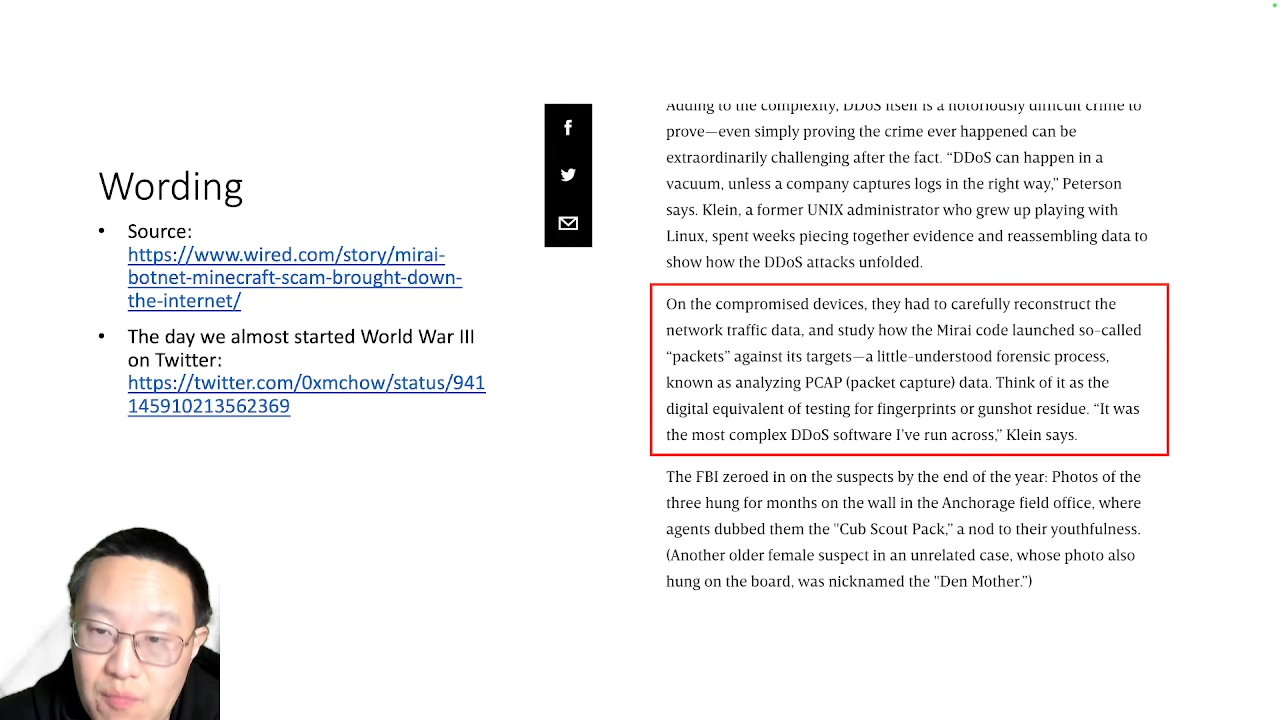 Wording
• Source:
https://www.wired.com/story/mirai-
botnet-minecraft-scam-brought-down-
the-internet/
• The day we almost started World War III
on Twitter:
https://twitter.com/0xmchow/status/941
145910213562369
Adding to the complexity, DDoS itself is a notoriously difficult crime to
prove—even simply proving the crime ever happened can be
extraordinarily challenging after the fact. “DDoS can happen in a
vacuum, unless a company captures logs in the right way,” Peterson
says. Klein, a former UNIX administrator who grew up playing with
Linux, spent weeks piecing together evidence and reassembling data to
show how the DDoS attacks unfolded.
On the compromised devices, they had to carefully reconstruct the
network traffic data, and study how the Mirai code launched so-called
“packets” against its targets—a little-understood forensic process,
known as analyzing PCAP (packet capture) data. Think of it as the
digital equivalent of testing for fingerprints or gunshot residue. “It was
the most complex DDoS software I’ve run across,” Klein says.
The FBI zeroed in on the suspects by the end of the year: Photos of the
three hung for months on the wall in the Anchorage field office, where
agents dubbed them the "Cub Scout Pack,” a nod to their youthfulness.
(Another older female suspect in an unrelated case, whose photo also
hung on the board, was nicknamed the "Den Mother.”)